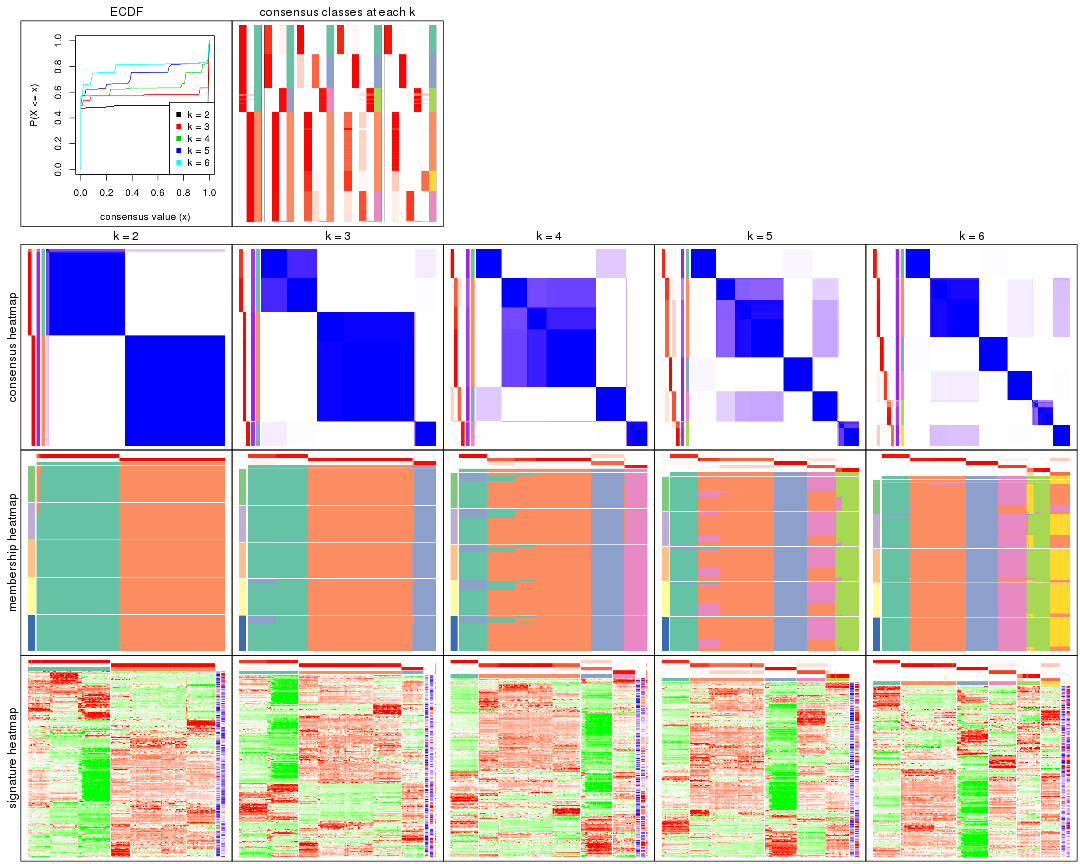 ECDF
consensus classes at each k
P(X <= x)
0.0 0.2 0.4 0.6 0.8 1.0
k = 2
k = 3
k = 4
k = 5
k = 6
0.0 0.2 0.4 0.6 0.8 1.0
consensus value (x)
k = 2
k = 3
k = 4
k = 5
k = 6
consensus heatmap
membership heatmap
signature heatmap